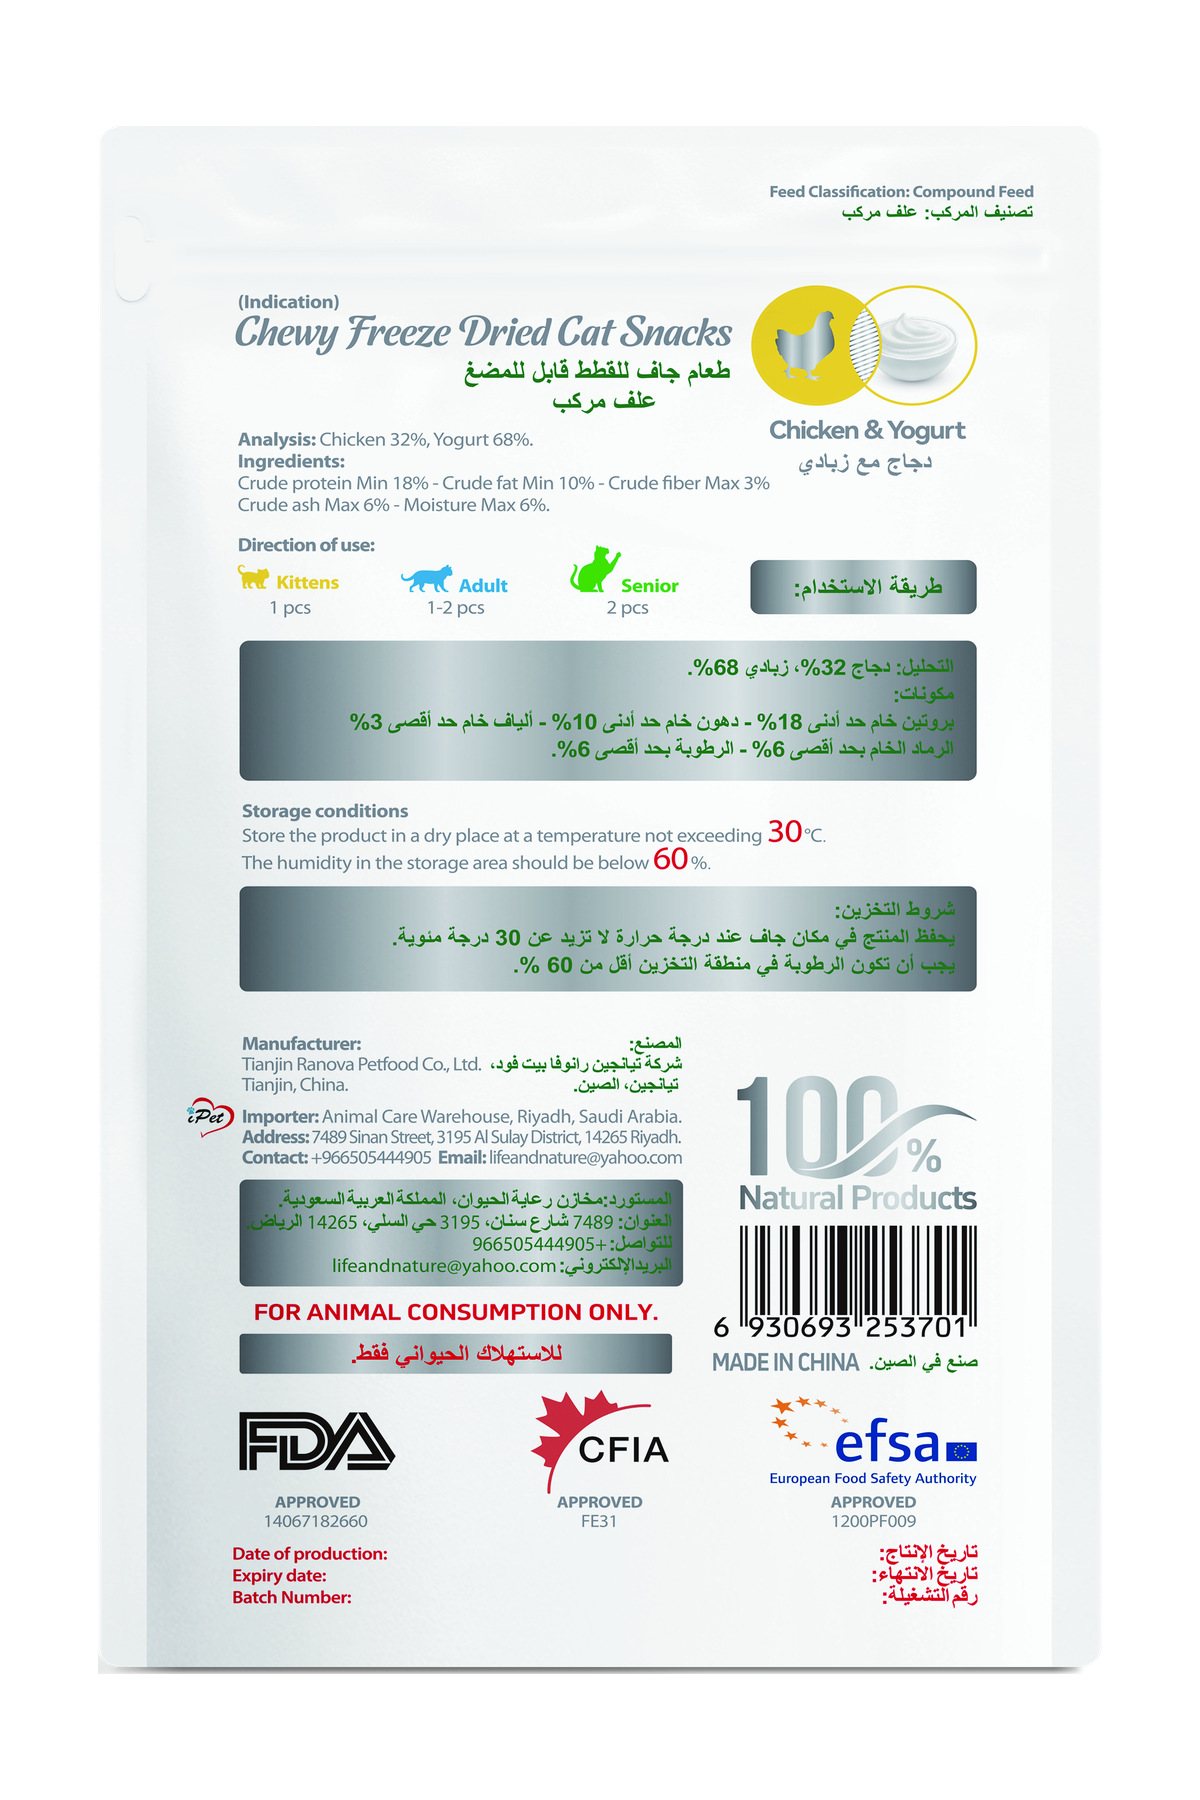 Feed Classification: Compound Feed
تصنيف المركب: علف مركب
(Indication)
Chewy Freeze Dried Cat Snacks
طعام جاف للقطط قابل للمضغ
علف مركب
Chicken & Yogurt
دجاج مع زبادي
Analysis: Chicken 32%, Yogurt 68%.
Ingredients:
Crude protein Min 18% - Crude fat Min 10% - Crude fiber Max 3%
Crude ash Max 6% - Moisture Max 6%.
Direction of use:
Kittens
1 pcs
Adult
1-2 pcs
Senior
2 pcs
طريقة الاستخدام:
التحليل: دجاج 32%، زبادي 68%.
مكونات:
بروتين خام حد أدنى 18% - دهون خام حد أدنى 10% - ألياف خام حد أقصى 3%
الرماد الخام بحد أقصى 6% - الرطوبة بحد أقصى 6%.
Storage conditions
Store the product in a dry place at a temperature not exceeding 30°C.
The humidity in the storage area should be below 60%.
شروط التخزين:
يحفظ المنتج في مكان جاف عند درجة حرارة لا تزيد عن 30 درجة مئوية.
يجب أن تكون الرطوبة في منطقة التخزين أقل من 60 %.
Manufacturer:
Tianjin Ranova Petfood Co., Ltd.
Tianjin, China.
المصنع:
شركة تيانجين رانوفا بيت فود،
تيانجين، الصين.
iPet
Importer: Animal Care Warehouse, Riyadh, Saudi Arabia.
Address: 7489 Sinan Street, 3195 Al Sulay District, 14265 Riyadh.
Contact: +966505444905 Email: lifeandnature@yahoo.com
المستورد:مخازن رعاية الحيوان، المملكة العربية السعودية.
العنوان: 7489 شارع سنان، 3195 حي السلي، 14265 الرياض.
للتواصل: +966505444905
البريدالإلكتروني: lifeandnature@yahoo.com
FOR ANIMAL CONSUMPTION ONLY.
للاستهلاك الحيواني فقط.
100%
Natural Products
6 930693 253701
MADE IN CHINA صنع في الصين.
FDA
APPROVED
14067182660
CFIA
APPROVED
FE31
efsa
European Food Safety Authority
APPROVED
1200PF009
Date of production:
Expiry date:
Batch Number:
تاريخ الإنتاج:
تاريخ الانتهاء:
رقم التشغيلة: